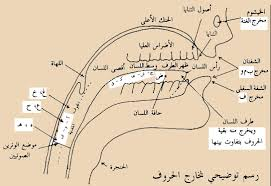 أصول الثنايا
الخيشوم
مخرج الغنة
الحنك الأعلى
الثنايا
الأضراس العليا
اللهاة
الشفتان
رأس اللسان
ظهر طرف
وسط اللسان
أقصى اللسان
الشفة السفلى
حافة اللسان
طرف اللسان
ويخرج منه بقية
الحروف بتفاوت بينها
موضع الوترين
الصوتيين
الحنجرة
رسم توضيحي لمخارج الحروف